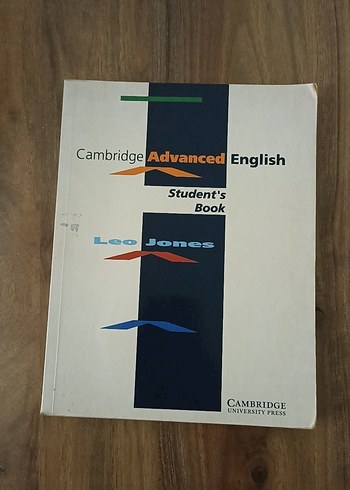 Cambridge Advanced English
Student's
Book
Leo Jones
CAMBRIDGE
UNIVERSITY PRESS